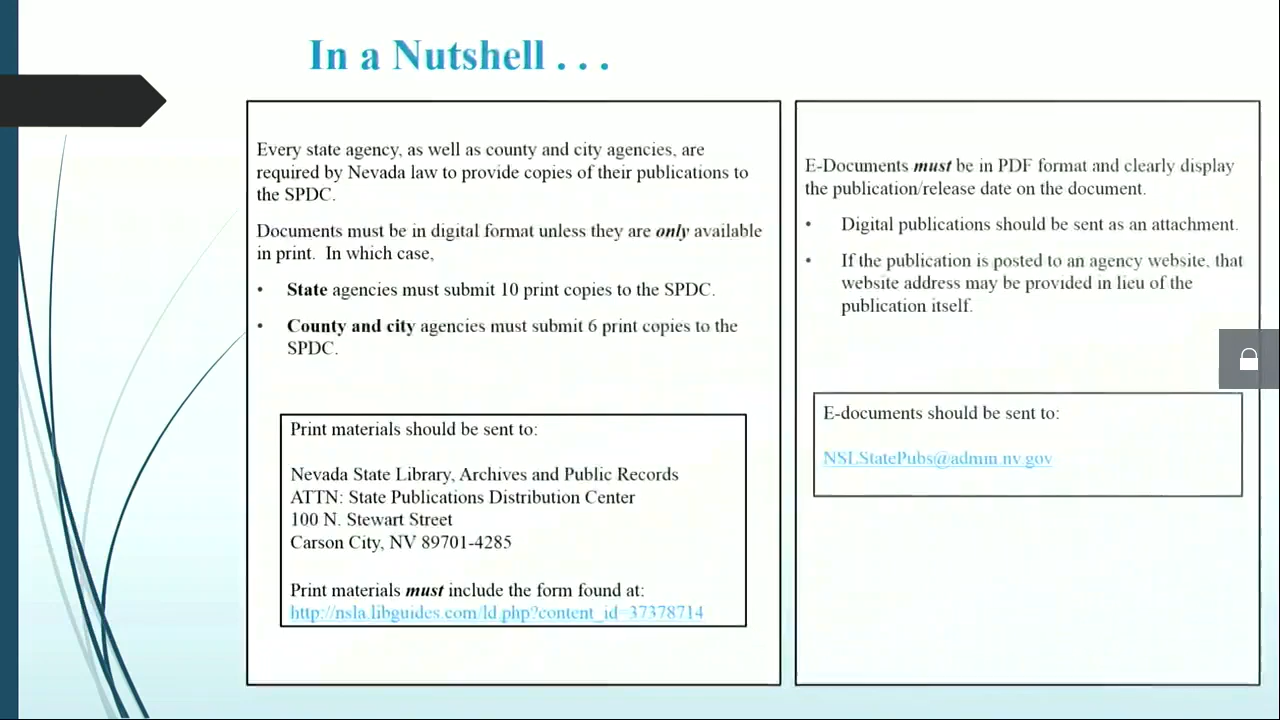 In a Nutshell . . .
Every state agency, as well as county and city agencies, are
required by Nevada law to provide copies of their publications to
the SPDC.
Documents must be in digital format unless they are only available
in print. In which case,
• State agencies must submit 10 print copies to the SPDC.
• County and city agencies must submit 6 print copies to the
SPDC.
Print materials should be sent to:
Nevada State Library, Archives and Public Records
ATTN: State Publications Distribution Center
100 N. Stewart Street
Carson City, NV 89701-4285
Print materials must include the form found at:
http://nsla.libguides.com/ld.php?content_id=37378714
E-Documents must be in PDF format and clearly display
the publication/release date on the document.
• Digital publications should be sent as an attachment.
• If the publication is posted to an agency website, that
website address may be provided in lieu of the
publication itself.
E-documents should be sent to:
NSLStatePubs@admin.nv.gov